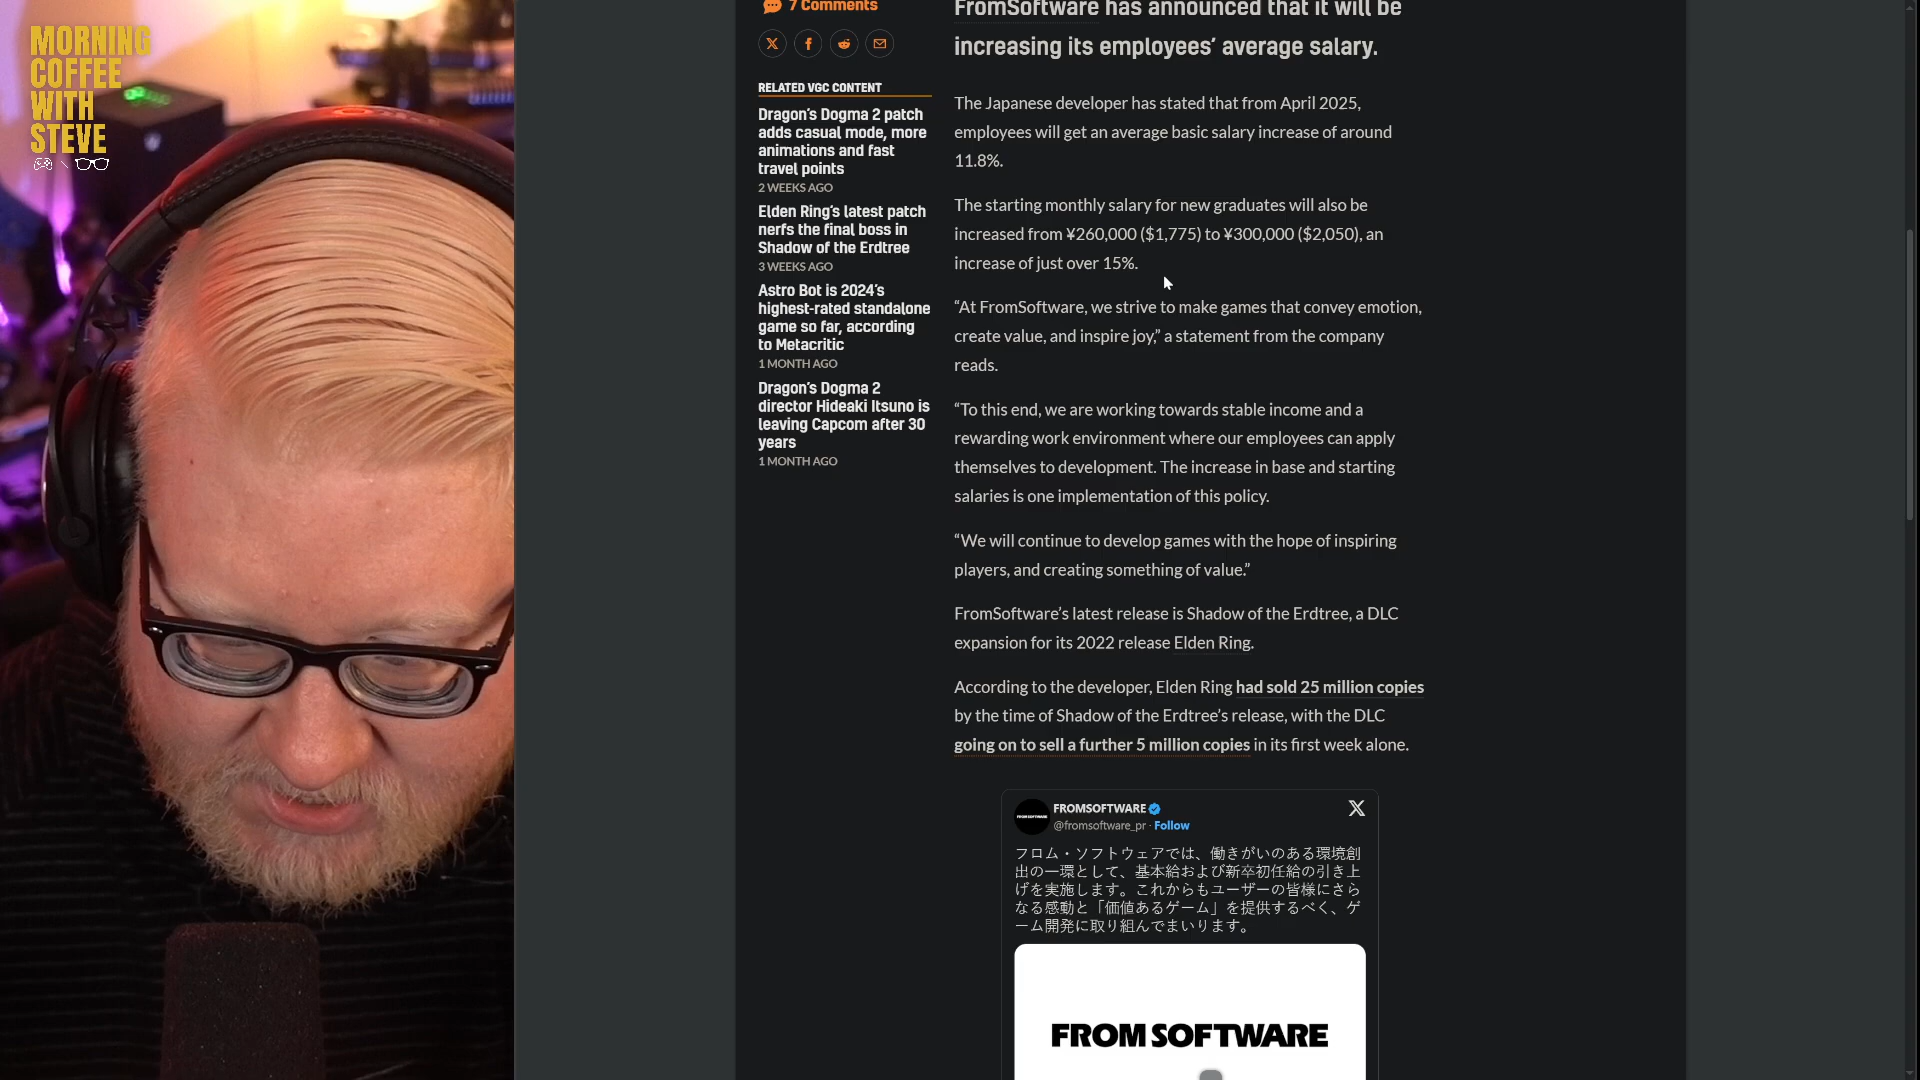 MORNING
COFFEE
WITH
STEVE
7 Comments
RELATED VGC CONTENT
Dragon’s Dogma 2 patch
adds casual mode, more
animations and fast
travel points
2 WEEKS AGO
Elden Ring’s latest patch
nerfs the final boss in
Shadow of the Erdtree
3 WEEKS AGO
Astro Bot is 2024’s
highest-rated standalone
game so far, according
to Metacritic
1 MONTH AGO
Dragon’s Dogma 2
director Hideaki Itsuno is
leaving Capcom after 30
years
1 MONTH AGO
FromSoftware has announced that it will be
increasing its employees’ average salary.
The Japanese developer has stated that from April 2025,
employees will get an average basic salary increase of around
11.8%.
The starting monthly salary for new graduates will also be
increased from ¥260,000 ($1,775) to ¥300,000 ($2,050), an
increase of just over 15%.
“At FromSoftware, we strive to make games that convey emotion,
create value, and inspire joy,” a statement from the company
reads.
“To this end, we are working towards stable income and a
rewarding work environment where our employees can apply
themselves to development. The increase in base and starting
salaries is one implementation of this policy.
“We will continue to develop games with the hope of inspiring
players, and creating something of value.”
FromSoftware’s latest release is Shadow of the Erdtree, a DLC
expansion for its 2022 release Elden Ring.
According to the developer, Elden Ring had sold 25 million copies
by the time of Shadow of the Erdtree’s release, with the DLC
going on to sell a further 5 million copies in its first week alone.
FROMSOFTWARE
@fromsoftware_pr · Follow
フロム・ソフトウェアでは、働きがいのある環境創
出の一環として、基本給および新卒初任給の引き上
げを実施します。これからもユーザーの皆様にさら
なる感動と「価値あるゲーム」を提供するべく、ゲ
ーム開発に取り組んでまいります。
FROM SOFTWARE